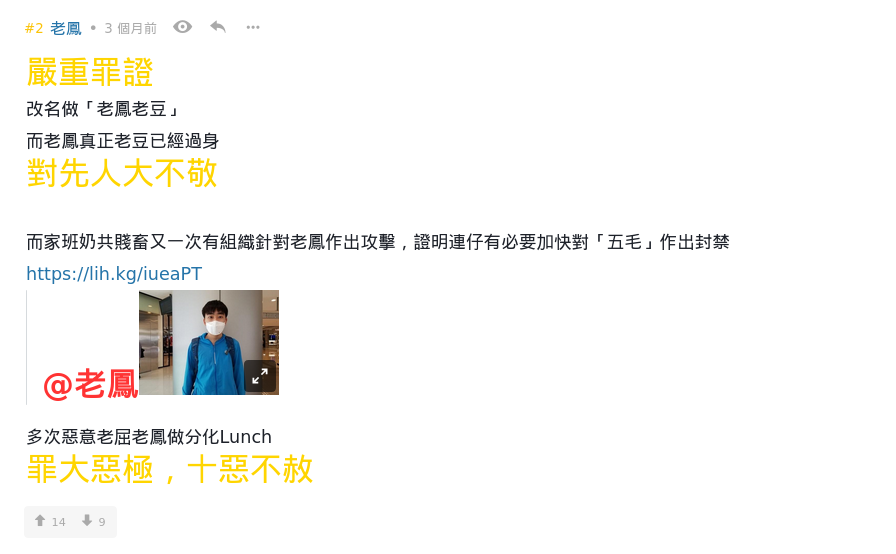 #2 老鳳 • 3 個月前
嚴重罪證
改名做「老鳳老豆」
而老鳳真正老豆已經過身
對先人大不敬
而家班奶共賤畜又一次有組織針對老鳳作出攻擊，證明連仔有必要加快對「五毛」作出封禁
https://lih.kg/iueaPT
@老鳳
多次惡意老屈老鳳做分化Lunch
罪大惡極，十惡不赦
14 9